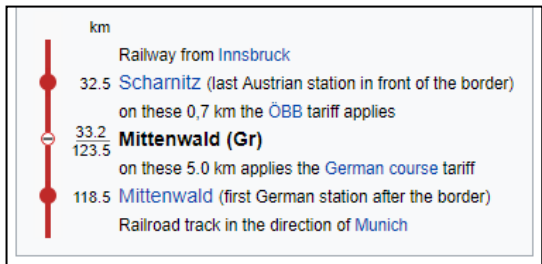 km
Railway from Innsbruck
32.5 Scharnitz (last Austrian station in front of the border)
on these 0,7 km the ÖBB tariff applies
33.2
123.5
Mittenwald (Gr)
on these 5.0 km applies the German course tariff
118.5 Mittenwald (first German station after the border)
Railroad track in the direction of Munich